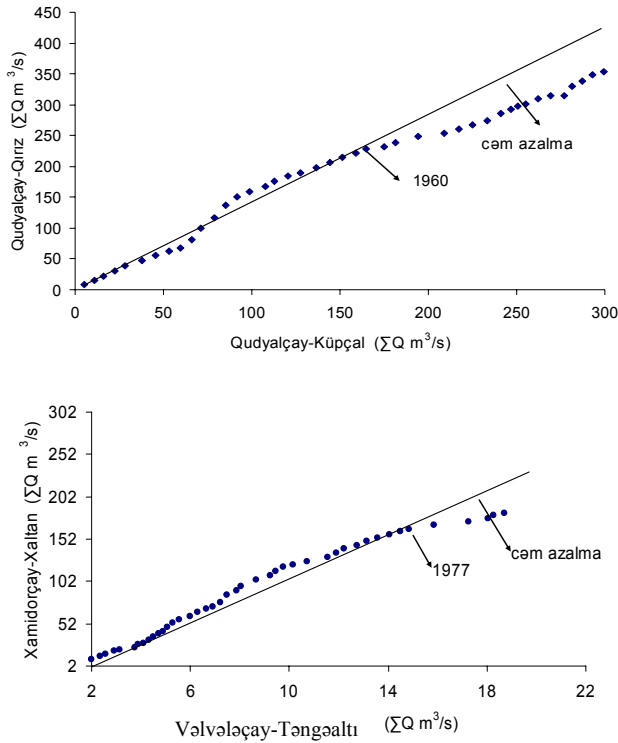 450
400
350
300
250
200
150
100
50
0
Qudyalçay-Qırız (∑Q m ³/s)
cəm azalma
1960
0 50 100 150 200 250 300
Qudyalçay-Küpçal (∑Q m³/s)
302
252
202
152
102
52
2
Xamidorçay-Xaltan (∑Q m ³/s)
cəm azalma
1977
2 6 10 14 18 22
Vəlvələçay-Təngəaltı (∑Q m³/s)